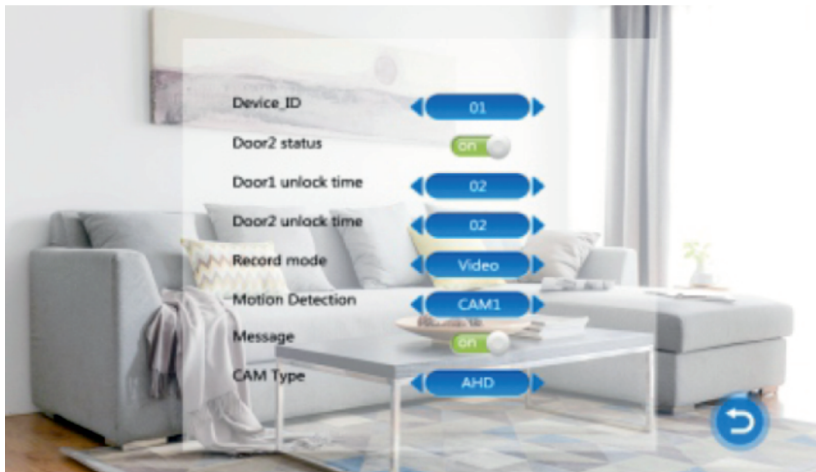 Device_ID 01
Door2 status on
Door1 unlock time 02
Door2 unlock time 02
Record mode Video
Motion Detection CAM1
Message on
CAM Type AHD